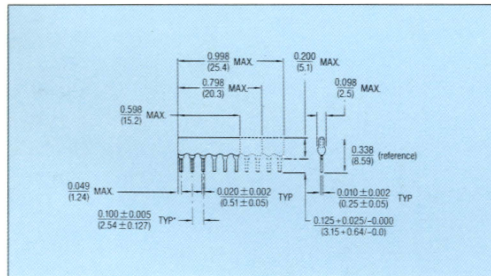 0.998
(25.4) MAX.
0.200
(5.1) MAX.
0.798
(20.3) MAX.
0.098
(2.5) MAX.
0.598
(15.2) MAX.
0.338
(8.59) (reference)
0.049
(1.24) MAX.
0.020±0.002
(0.51±0.05) TYP
0.010±0.002
(0.25±0.05) TYP
0.100±0.005
(2.54±0.127) TYP*
0.125+0.025/-0.000
(3.15+0.64/-0.0)